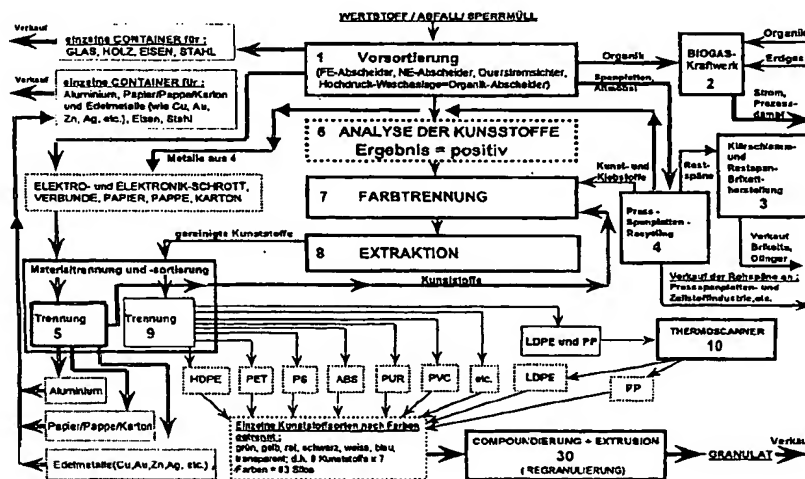 WERTSTOFF / ABFALL/ SPERRMÜLL
Verkauf
einzelne CONTAINER für :
GLAS, HOLZ, EISEN, STAHL
Verkauf
einzelne CONTAINER für :
Aluminium, Papier/Pappe/Karton
und Edelmetalle (wie Cu, Au,
Zn, Ag, etc.), Eisen, Stahl
1 Vorsortierung
(FE-Abscheider, NE-Abscheider, Querstromsichter,
Hochdruck-Waschanlage=Organik-Abscheider)
Organik
Spanplatten,
Altmöbel
BIOGAS-
Kraftwerk
2
Organik
Erdgas
Strom,
Prozess-
dampf
6 ANALYSE DER KUNSSTOFFE
Ergebnis = positiv
Metalle aus 4
ELEKTRO- und ELEKTRONIK-SCHROTT,
VERBUNDE, PAPIER, PAPPE, KARTON
7 FARBTRENNUNG
Kunst- und
Klebstoffe
Rest-
späne
Klärschlamm-
und
Restspan-
Brikett-
herstellung
3
Press-
Spanplatten-
Recycling
4
Verkauf
Briketts,
Dünger
gereinigte Kunststoffe
8 EXTRAKTION
Verkauf der Rohspäne an :
Pressspanplatten- und
Zellstoffindustrie,etc.
Materialtrennung und -sortierung
Kunststoffe
Trennung
5
Trennung
9
LDPE und PP
THERMOSCANNER
10
HDPE
PET
PS
ABS
PUR
PVC
etc.
LDPE
PP
Aluminium
Papier/Pappe/Karton
Edelmetalle(Cu,Au,Zn,Ag, etc.)
Einzelne Kunststoffsorten nach Farben
getrennt :
grün, gelb, rot, schwarz, weiss, blau,
transparent; d.h. 9 Kunststoffs x 7
Farben = 63 Silos
COMPOUNDIERUNG + EXTRUSION
30
(REGRANULIERUNG)
GRANULAT
Verkauf